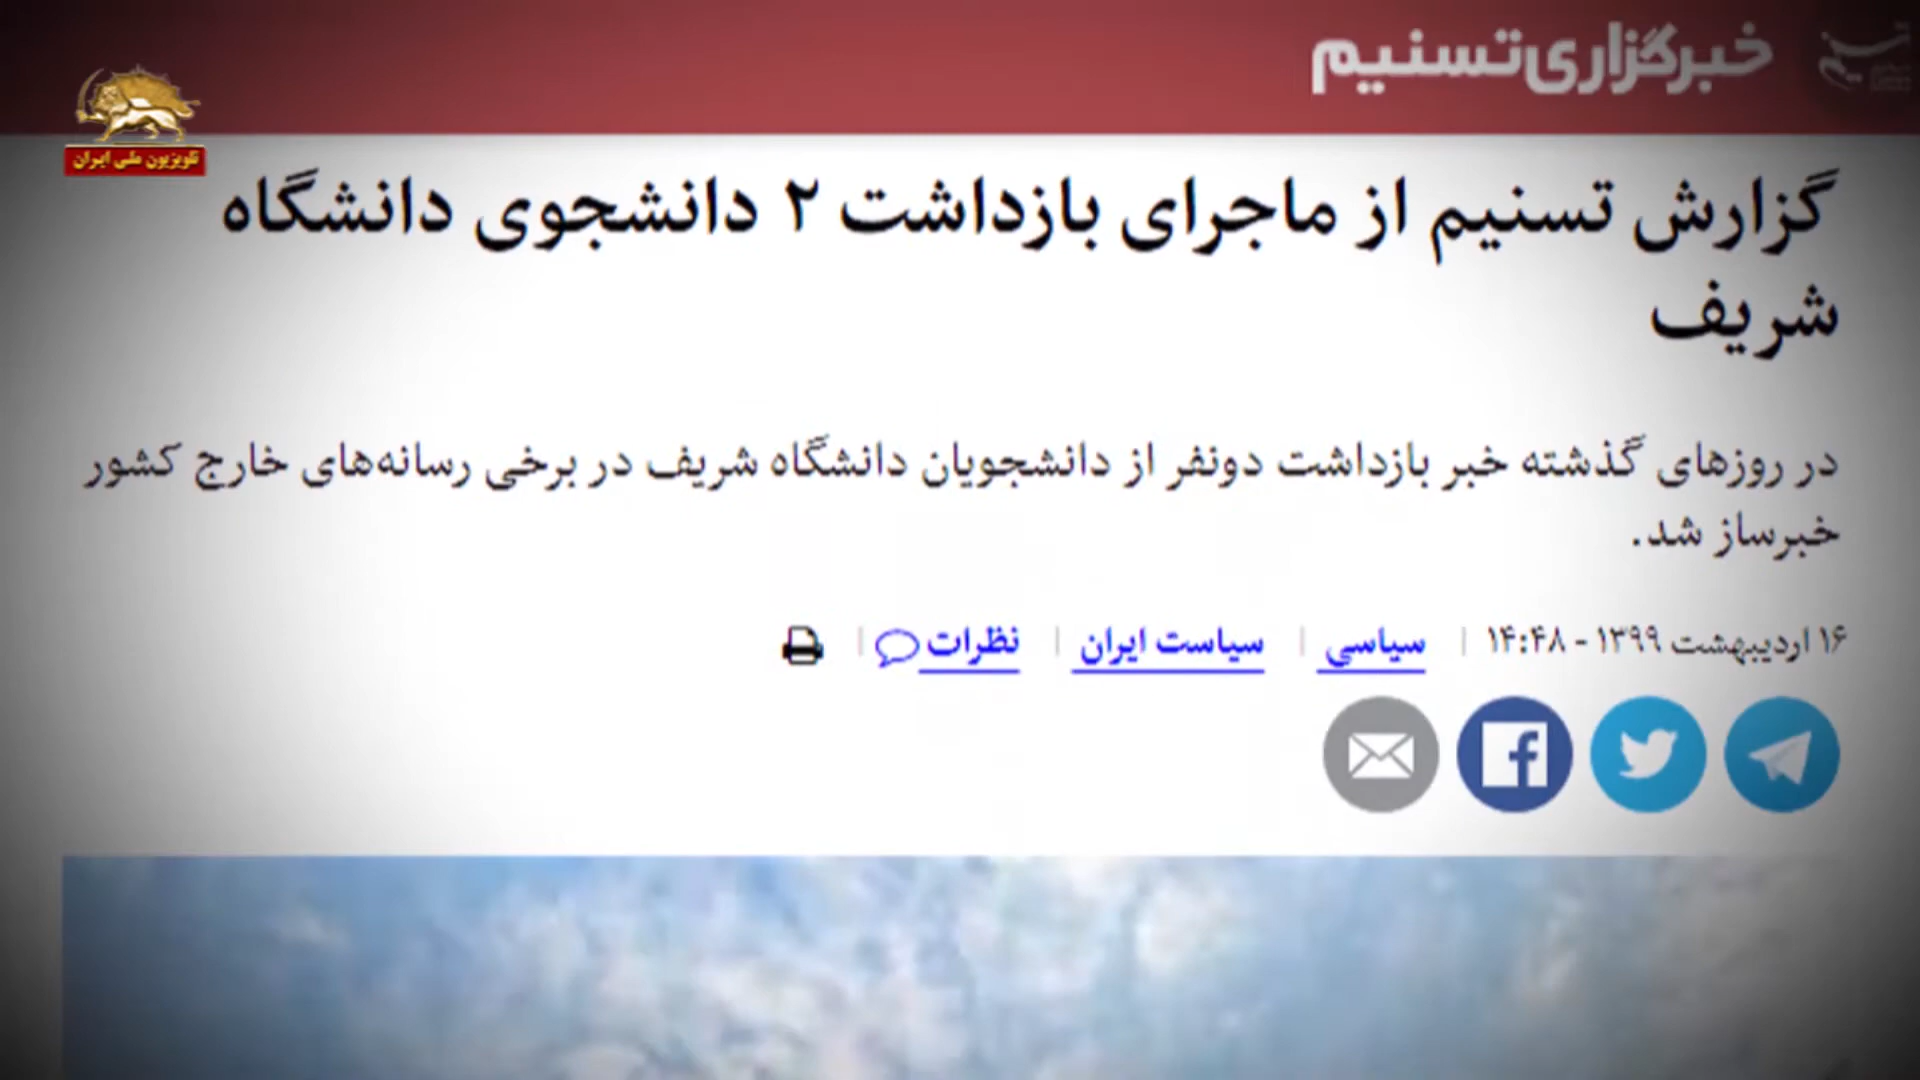 خبرگزاری تسنیم
تلویزیون ملی ایران
گزارش تسنیم از ماجرای بازداشت ۲ دانشجوی دانشگاه
شریف
در روزهای گذشته خبر بازداشت دونفر از دانشجویان دانشگاه شریف در برخی رسانه‌های خارج کشور
خبرساز شد.
۱۶ اردیبهشت ۱۳۹۹ - ۱۴:۴۸ | سیاسی | سیاست ایران | نظرات |